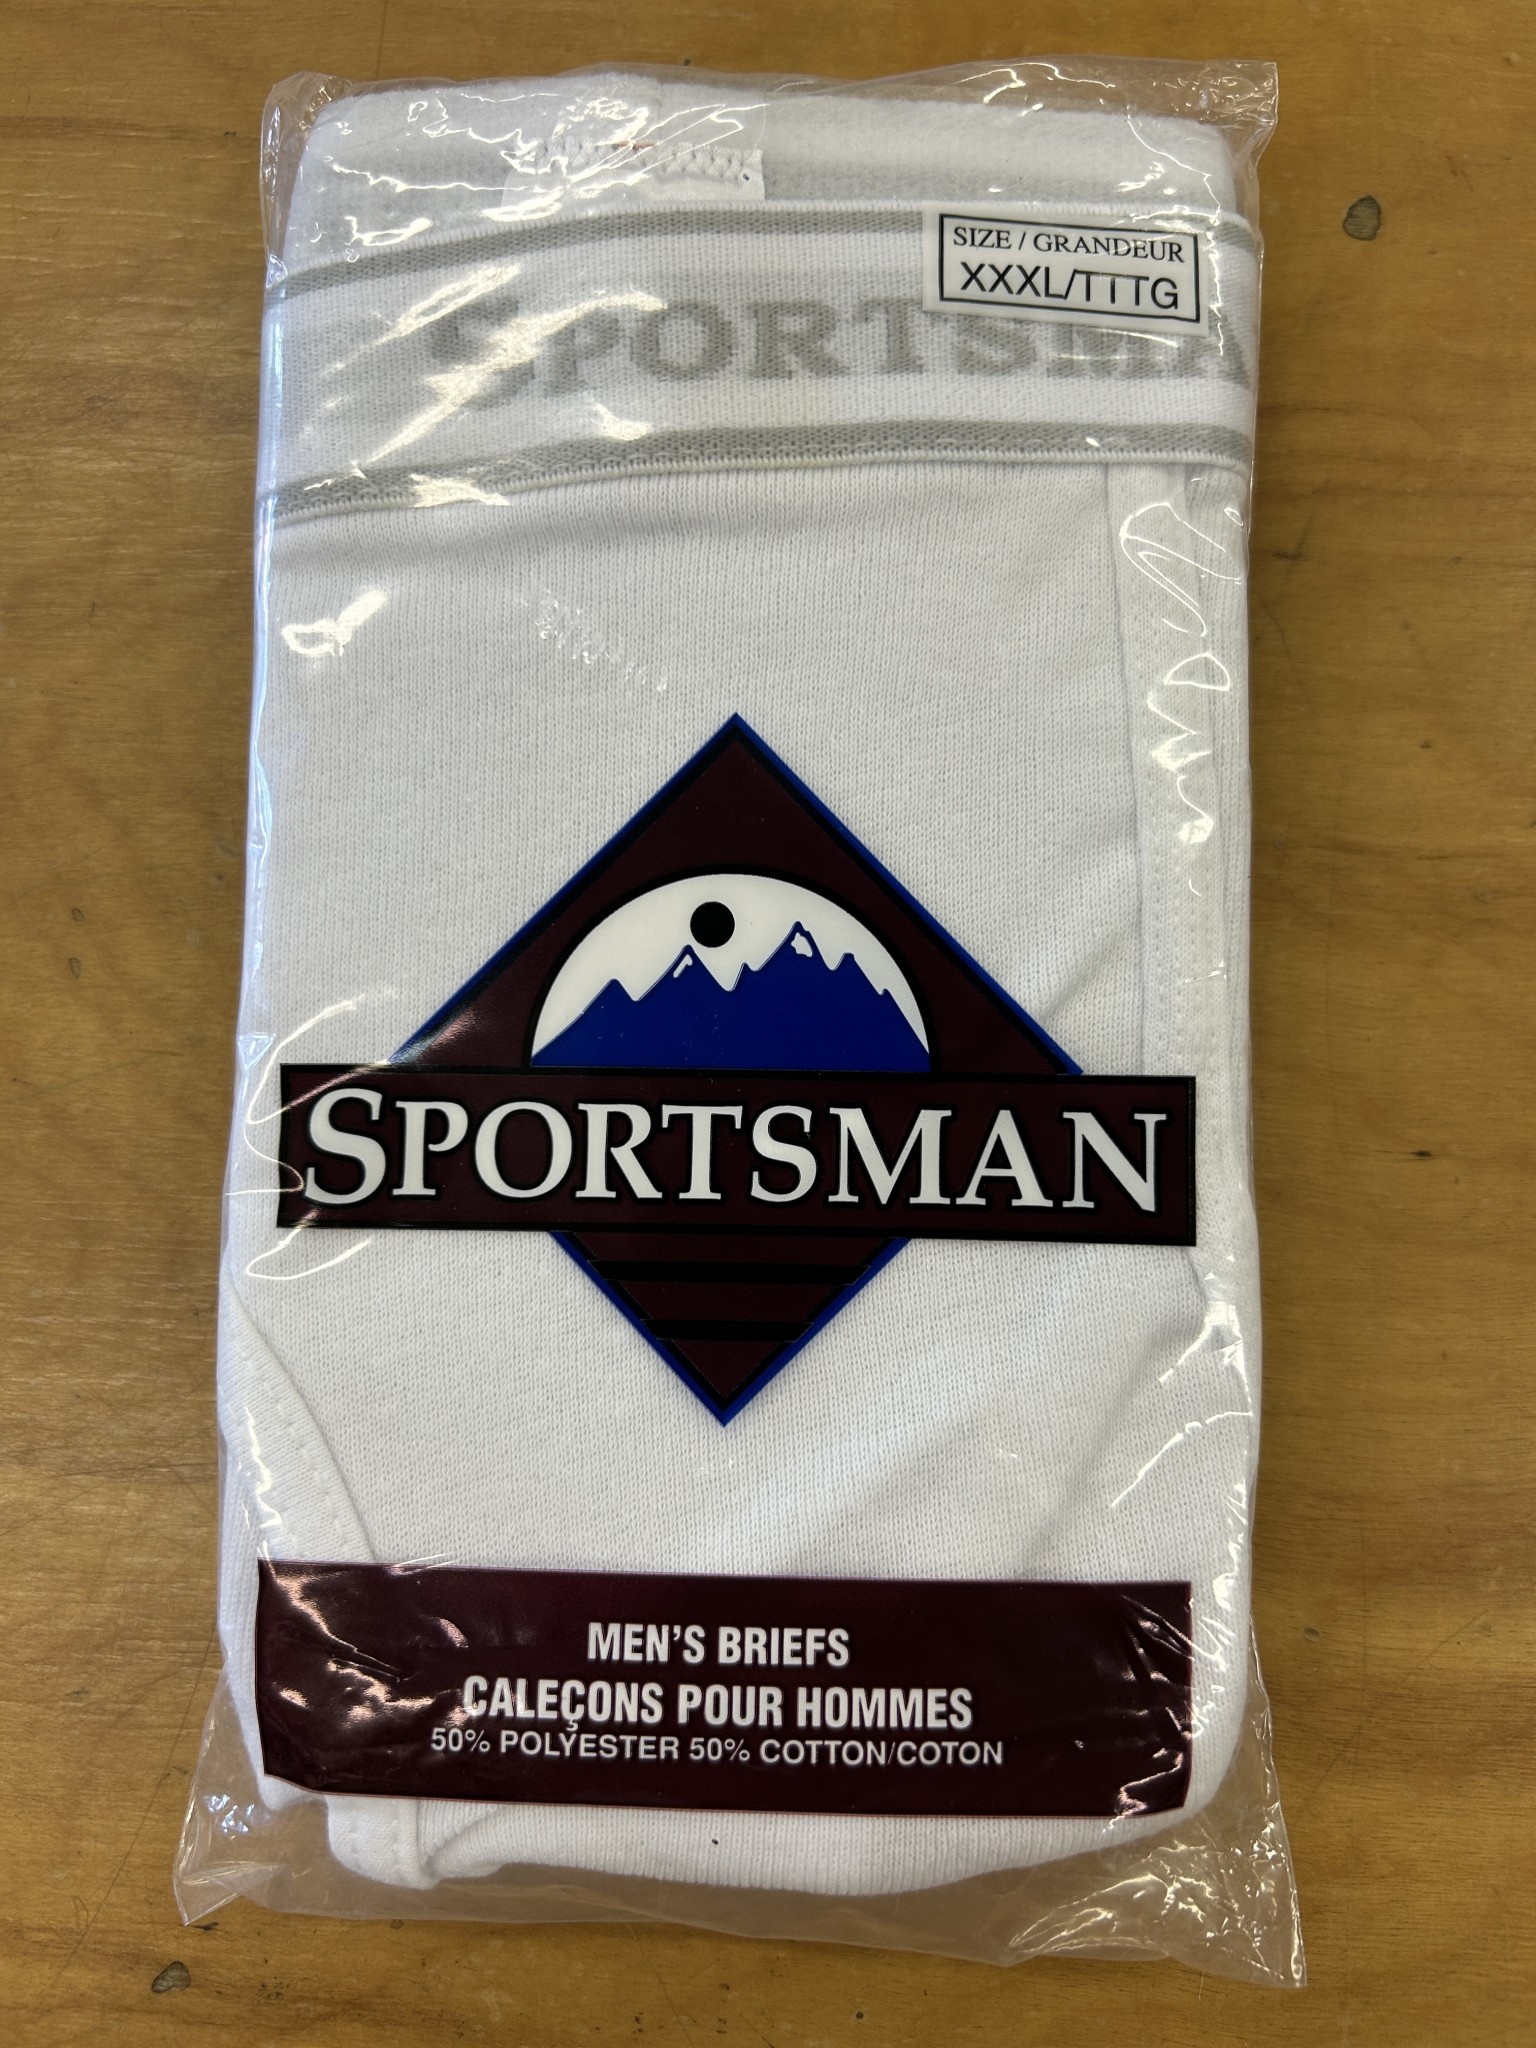 SIZE / GRANDEUR
XXXL/TTTG
SPORTSMA
SPORTSMAN
MEN'S BRIEFS
CALEÇONS POUR HOMMES
50% POLYESTER 50% COTTON/COTON